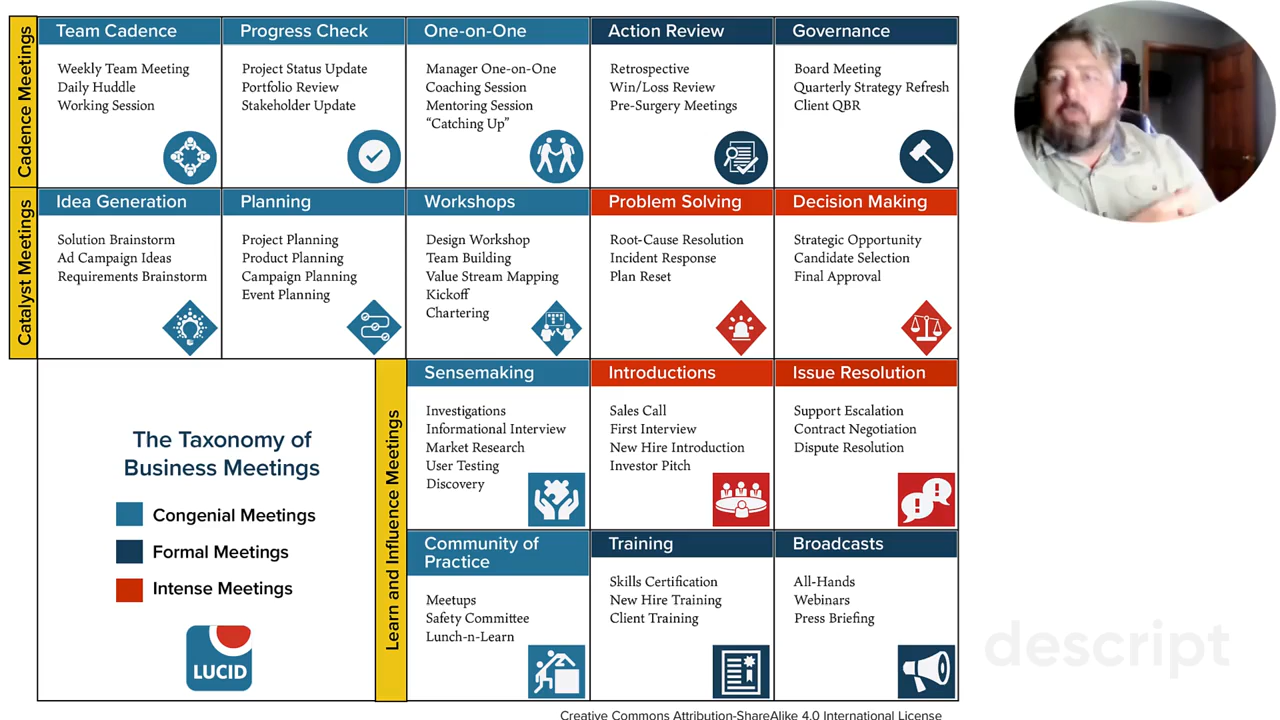 Cadence Meetings
Team Cadence
Weekly Team Meeting
Daily Huddle
Working Session
Progress Check
Project Status Update
Portfolio Review
Stakeholder Update
One-on-One
Manager One-on-One
Coaching Session
Mentoring Session
“Catching Up”
Action Review
Retrospective
Win/Loss Review
Pre-Surgery Meetings
Governance
Board Meeting
Quarterly Strategy Refresh
Client QBR
Catalyst Meetings
Idea Generation
Solution Brainstorm
Ad Campaign Ideas
Requirements Brainstorm
Planning
Project Planning
Product Planning
Campaign Planning
Event Planning
Workshops
Design Workshop
Team Building
Value Stream Mapping
Kickoff
Chartering
Problem Solving
Root-Cause Resolution
Incident Response
Plan Reset
Decision Making
Strategic Opportunity
Candidate Selection
Final Approval
The Taxonomy of
Business Meetings
Congenial Meetings
Formal Meetings
Intense Meetings
LUCID
Learn and Influence Meetings
Sensemaking
Investigations
Informational Interview
Market Research
User Testing
Discovery
Introductions
Sales Call
First Interview
New Hire Introduction
Investor Pitch
Issue Resolution
Support Escalation
Contract Negotiation
Dispute Resolution
Community of
Practice
Meetups
Safety Committee
Lunch-n-Learn
Training
Skills Certification
New Hire Training
Client Training
Broadcasts
All-Hands
Webinars
Press Briefing
descript
Creative Commons Attribution-ShareAlike 4.0 International License